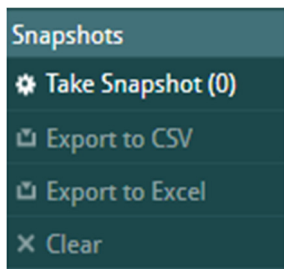 Snapshots
Take Snapshot (0)
Export to CSV
Export to Excel
Clear